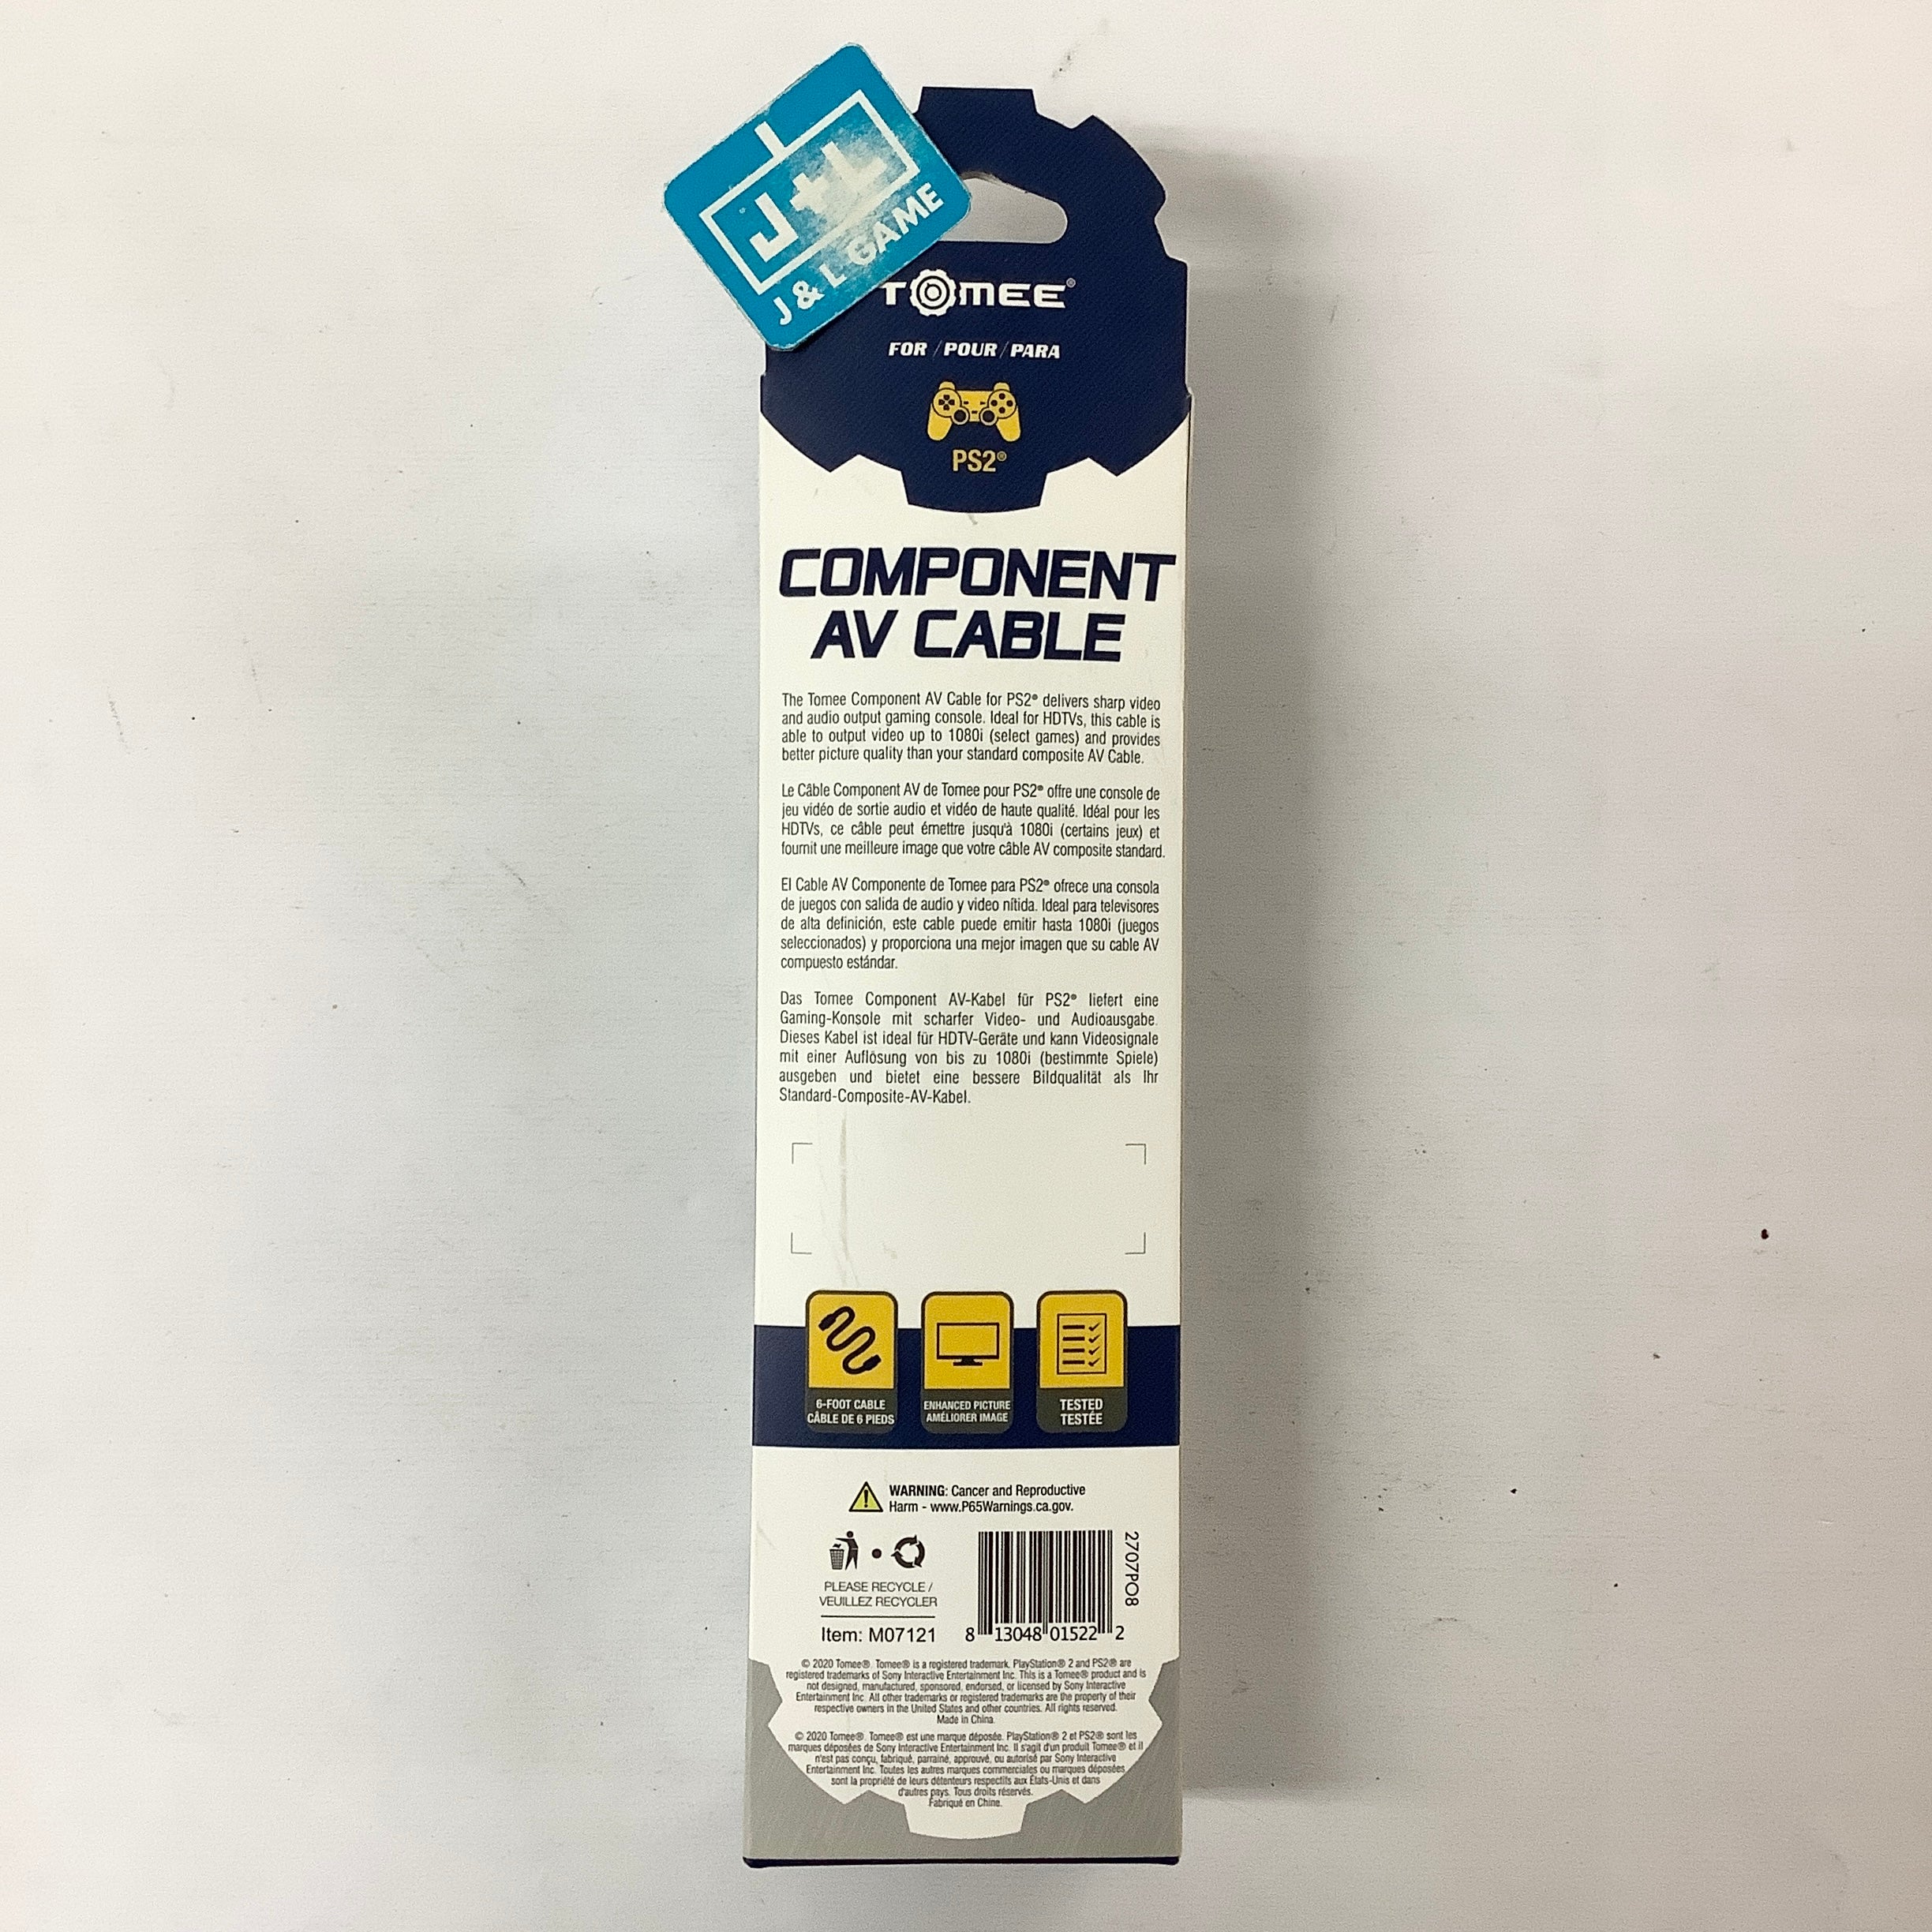 J+L
J & L GAME
TOMEE®
FOR / POUR / PARA
PS2®
COMPONENT
AV CABLE
The Tomee Component AV Cable for PS2® delivers sharp video
and audio output gaming console. Ideal for HDTVs, this cable is
able to output video up to 1080i (select games) and provides
better picture quality than your standard composite AV Cable.
Le Câble Component AV de Tomee pour PS2® offre une console de
jeu vidéo de sortie audio et vidéo de haute qualité. Idéal pour les
HDTVs, ce câble peut émettre jusqu'à 1080i (certains jeux) et
fournit une meilleure image que votre câble AV composite standard.
El Cable AV Componente de Tomee para PS2® ofrece una consola
de juegos con salida de audio y video nítida. Ideal para televisores
de alta definición, este cable puede emitir hasta 1080i (juegos
seleccionados) y proporciona una mejor imagen que su cable AV
compuesto estándar.
Das Tomee Component AV-Kabel für PS2® liefert eine
Gaming-Konsole mit scharfer Video- und Audioausgabe.
Dieses Kabel ist ideal für HDTV-Geräte und kann Videosignale
mit einer Auflösung von bis zu 1080i (bestimmte Spiele)
ausgeben und bietet eine bessere Bildqualität als Ihr
Standard-Composite-AV-Kabel.
6-FOOT CABLE
CÂBLE DE 6 PIEDS
ENHANCED PICTURE
AMÉLIORER IMAGE
TESTED
TESTÉE
WARNING: Cancer and Reproductive
Harm - www.P65Warnings.ca.gov.
PLEASE RECYCLE /
VEUILLEZ RECYCLER
Item: M07121
8 13048 01522 2
2707PO8
© 2020 Tomee®. Tomee® is a registered trademark. PlayStation® 2 and PS2® are
registered trademarks of Sony Interactive Entertainment Inc. This is a Tomee® product and is
not designed, manufactured, sponsored, endorsed, or licensed by Sony Interactive
Entertainment Inc. All other trademarks or registered trademarks are the property of their
respective owners in the United States and other countries. All rights reserved.
Made in China.
© 2020 Tomee®. Tomee® est une marque déposée. PlayStation® 2 et PS2® sont les
marques déposées de Sony Interactive Entertainment Inc. Il s'agit d'un produit Tomee® et il
n'est pas conçu, fabriqué, parrainé, approuvé, ou autorisé par Sony Interactive
Entertainment Inc. Toutes les autres marques commerciales ou marques déposées
sont la propriété de leurs détenteurs respectifs aux États-Unis et dans
d'autres pays. Tous droits réservés.
Fabriqué en Chine.